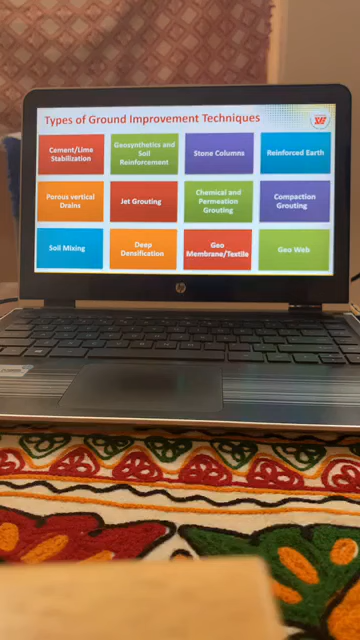 Types of Ground Improvement Techniques
Cement/Lime
Stabilization
Geosynthetics and
Soil
Reinforcement
Stone Columns
Reinforced Earth
Porous vertical
Drains
Jet Grouting
Chemical and
Permeation
Grouting
Compaction
Grouting
Soil Mixing
Deep
Densification
Geo
Membrane/Textile
Geo Web
hp